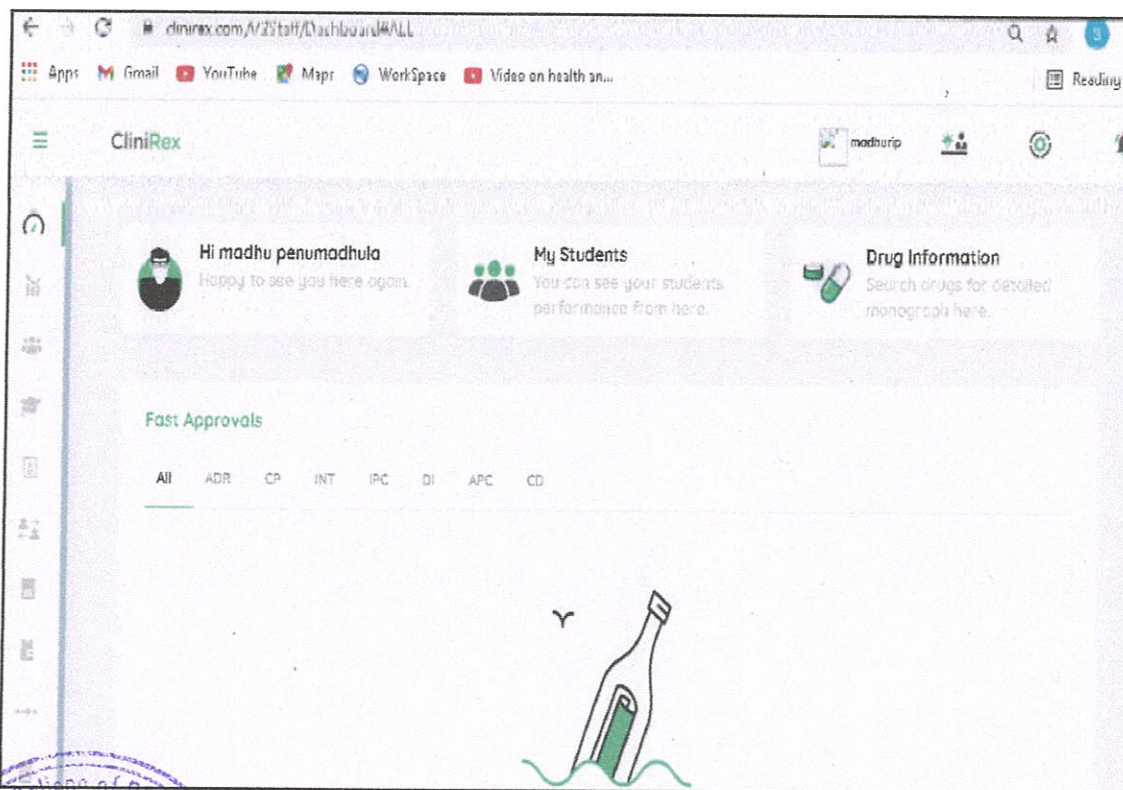 clinirex.com/V2Staff/Dashboard#ALL
Apps Gmail YouTube Maps WorkSpace Video on health an... Reading
CliniRex madhurip
Hi madhu penumadhula
Happy to see you here again.
My Students
You can see your students
performance from here.
Drug Information
Search drugs for detailed
monograph here.
Fast Approvals
All ADR CP INT IPC DI APC CD